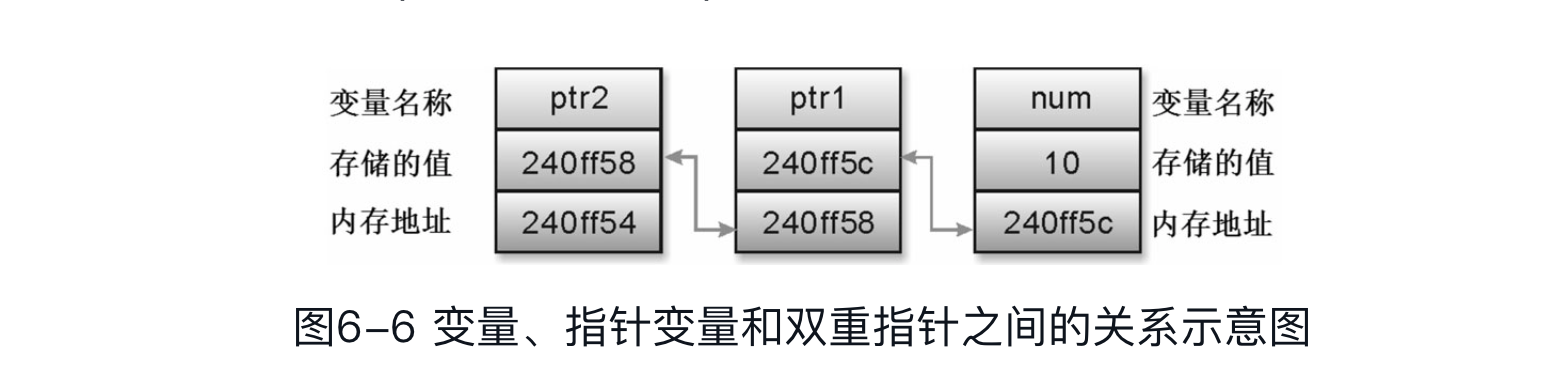 变量名称 ptr2 ptr1 num 变量名称
存储的值 240ff58 240ff5c 10 存储的值
内存地址 240ff54 240ff58 240ff5c 内存地址
图6–6 变量、指针变量和双重指针之间的关系示意图